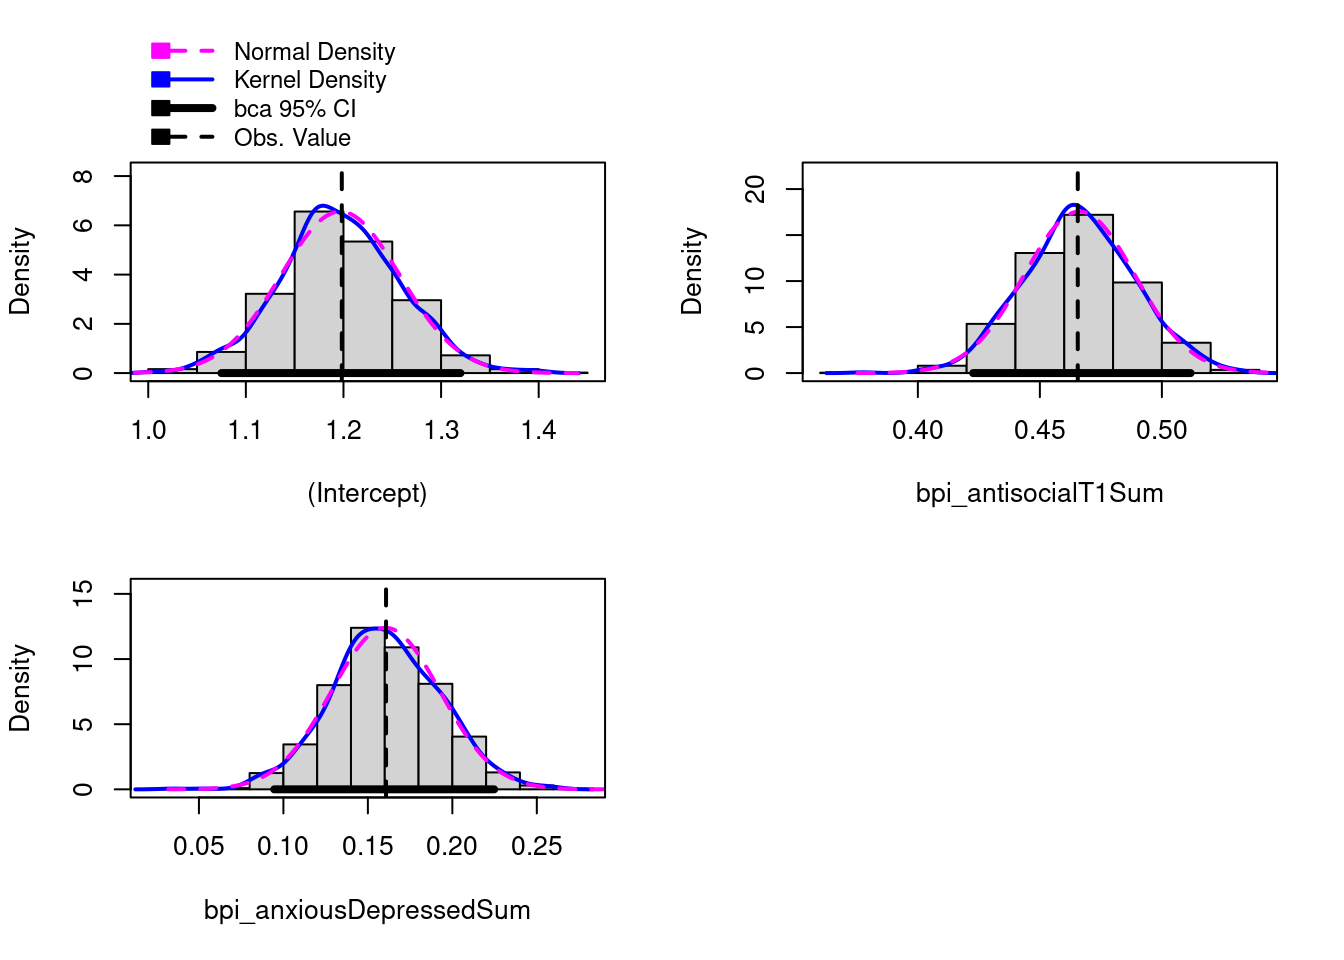 Normal Density
Kernel Density
bca 95% CI
Obs. Value
Density
0 2 4 6 8
1.0 1.1 1.2 1.3 1.4
(Intercept)
Density
0 5 10 20
0.40 0.45 0.50
bpi_antisocialT1Sum
Density
0 5 10 15
0.05 0.10 0.15 0.20 0.25
bpi_anxiousDepressedSum